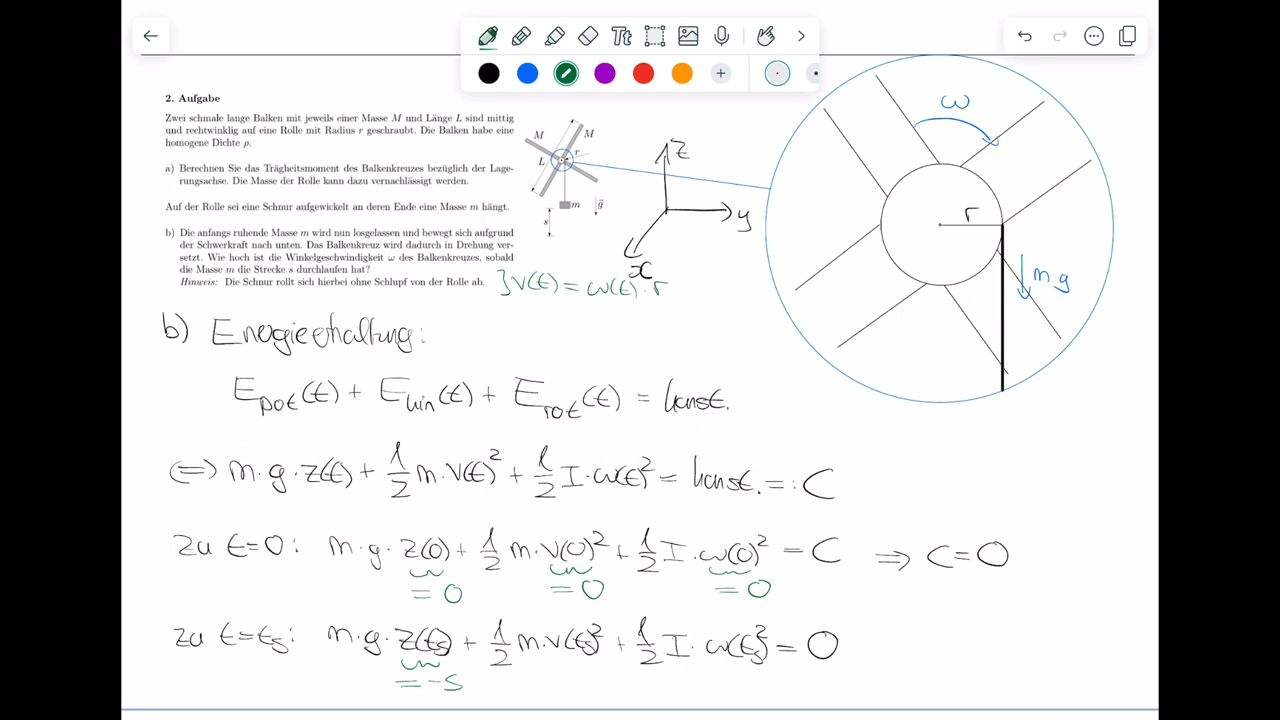 Tt
2. Aufgabe
Zwei schmale lange Balken mit jeweils einer Masse M und Länge L sind mittig
und rechtwinklig auf eine Rolle mit Radius r geschraubt. Die Balken habe eine
homogene Dichte ρ.
a) Berechnen Sie das Trägheitsmoment des Balkenkreuzes bezüglich der Lage-
rungsachse. Die Masse der Rolle kann dazu vernachlässigt werden.
Auf der Rolle sei eine Schnur aufgewickelt an deren Ende eine Masse m hängt.
b) Die anfangs ruhende Masse m wird nun losgelassen und bewegt sich aufgrund
der Schwerkraft nach unten. Das Balkenkreuz wird dadurch in Drehung ver-
setzt. Wie hoch ist die Winkelgeschwindigkeit ω des Balkenkreuzes, sobald
die Masse m die Strecke s durchlaufen hat?
Hinweis: Die Schnur rollt sich hierbei ohne Schlupf von der Rolle ab.
} v(t) = ω(t) · r
M
M
L
r
m
g⃗
s
z
y
x
ω
r
m·g
b) Energieerhaltung:
E_pot(t) + E_kin(t) + E_rot(t) = konst.
⇔ m·g·z(t) + 1/2 m·v(t)² + 1/2 I·ω(t)² = konst. =: C
zu t=0: m·g·z(0) + 1/2 m·v(0)² + 1/2 I·ω(0)² = C ⇒ C=0
= 0 = 0 = 0
zu t=t_s: m·g·z(t_s) + 1/2 m·v(t_s)² + 1/2 I·ω(t_s)² = 0
= -s